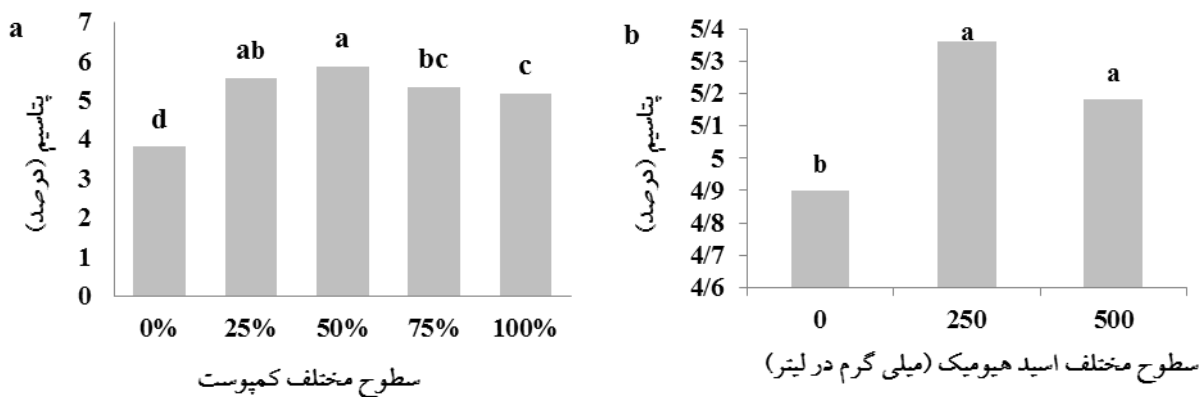 a
پتاسیم (درصد)
7
6
5
4
3
2
1
0
d
ab
a
bc
c
0% 25% 50% 75% 100%
سطوح مختلف کمپوست
b
پتاسیم (درصد)
5/4
5/3
5/2
5/1
5
4/9
4/8
4/7
4/6
b
a
a
0 250 500
سطوح مختلف اسید هیومیک (میلی گرم در لیتر)